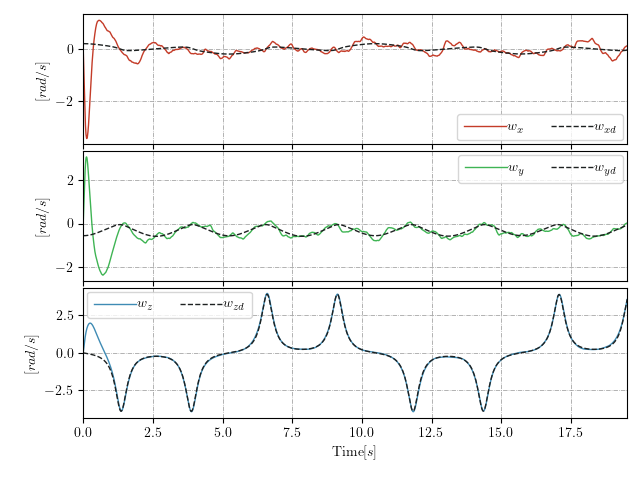 0
−2
[rad/s]
w_x w_xd
2
0
−2
[rad/s]
w_y w_yd
2.5
0.0
−2.5
[rad/s]
w_z w_zd
0.0 2.5 5.0 7.5 10.0 12.5 15.0 17.5
Time[s]